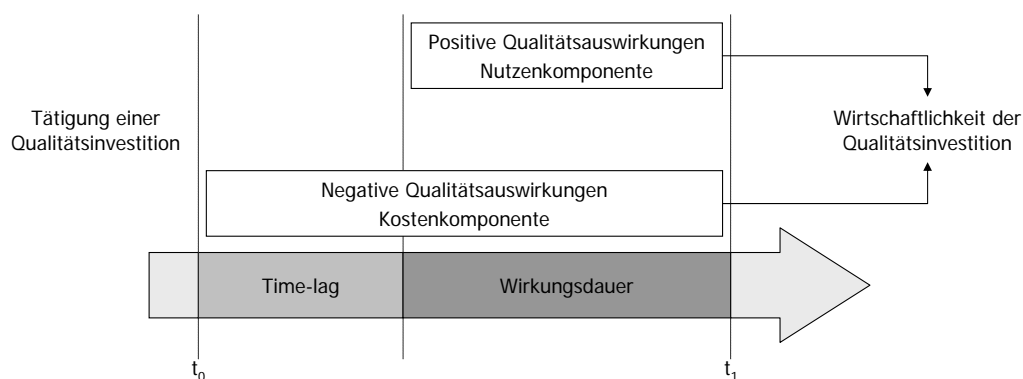 Positive Qualitätsauswirkungen
Nutzenkomponente
Tätigung einer
Qualitätsinvestition
Wirtschaftlichkeit der
Qualitätsinvestition
Negative Qualitätsauswirkungen
Kostenkomponente
Time-lag
Wirkungsdauer
t0
t1